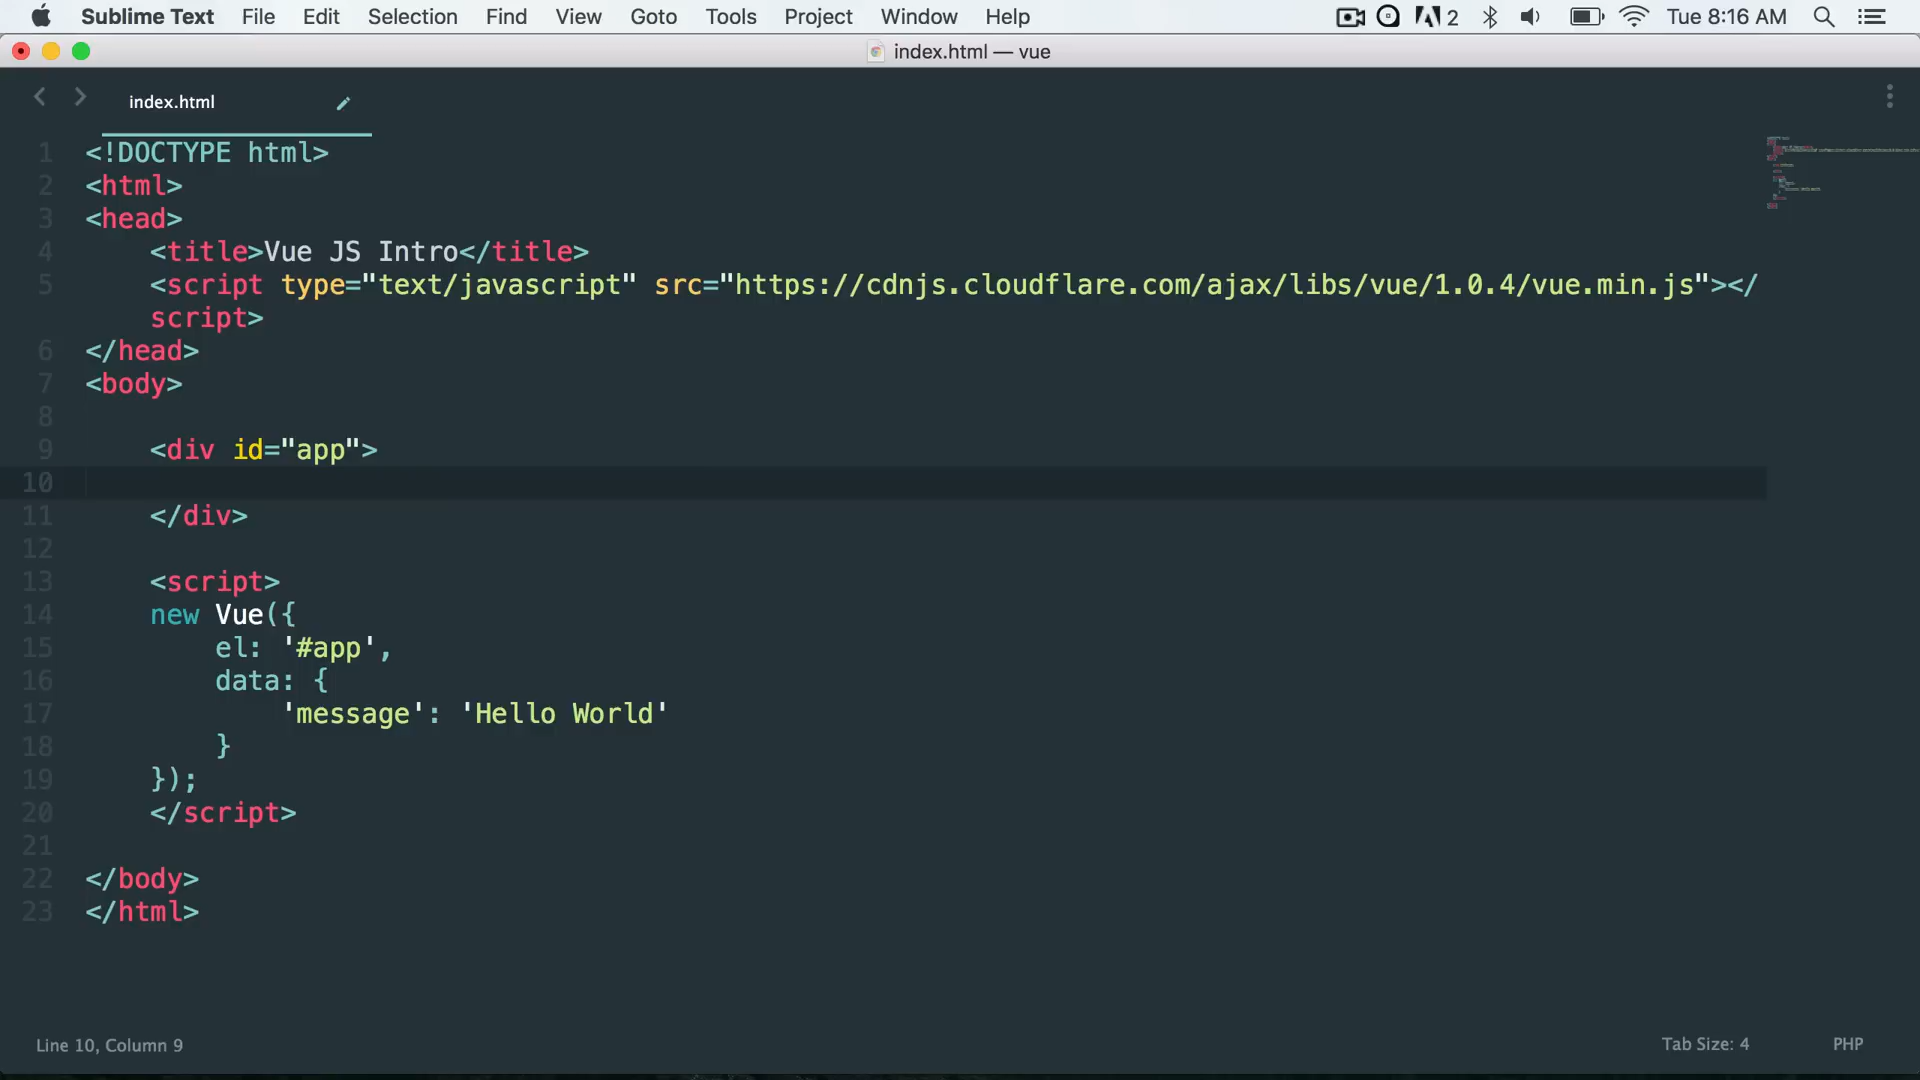 Sublime Text File Edit Selection Find View Goto Tools Project Window Help 2 Tue 8:16 AM
index.html — vue
index.html
1 <!DOCTYPE html>
2 <html>
3 <head>
4 <title>Vue JS Intro</title>
5 <script type="text/javascript" src="https://cdnjs.cloudflare.com/ajax/libs/vue/1.0.4/vue.min.js"></
script>
6 </head>
7 <body>
8
9 <div id="app">
10
11 </div>
12
13 <script>
14 new Vue({
15 el: '#app',
16 data: {
17 'message': 'Hello World'
18 }
19 });
20 </script>
21
22 </body>
23 </html>
Line 10, Column 9 Tab Size: 4 PHP